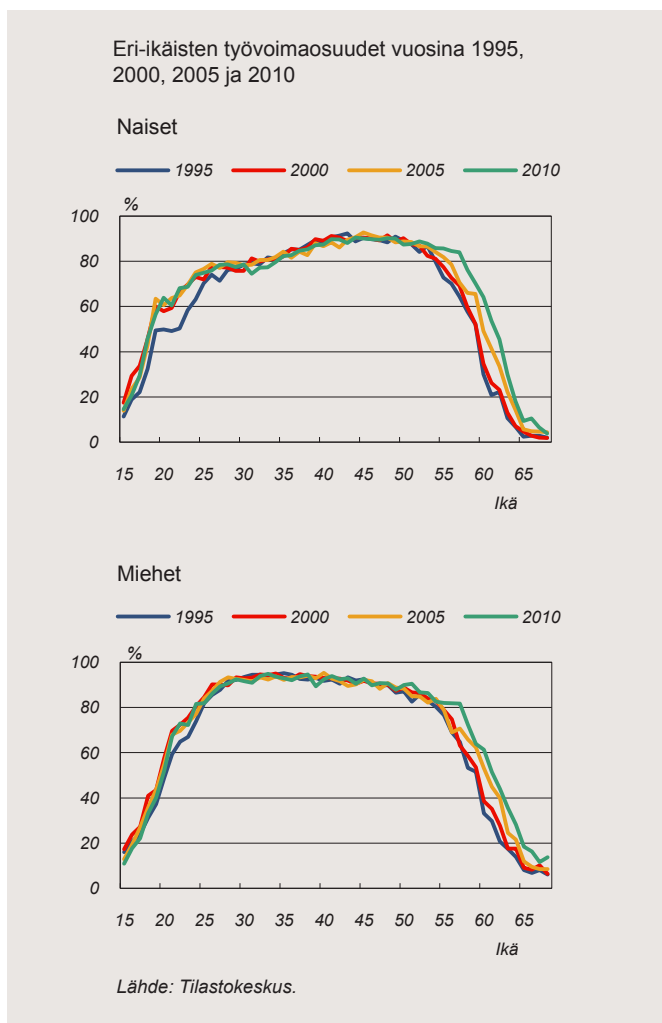 Eri-ikäisten työvoimaosuudet vuosina 1995,
2000, 2005 ja 2010
Naiset
1995 2000 2005 2010
%
100
80
60
40
20
0
15 20 25 30 35 40 45 50 55 60 65
Ikä
Miehet
1995 2000 2005 2010
%
100
80
60
40
20
0
15 20 25 30 35 40 45 50 55 60 65
Ikä
Lähde: Tilastokeskus.